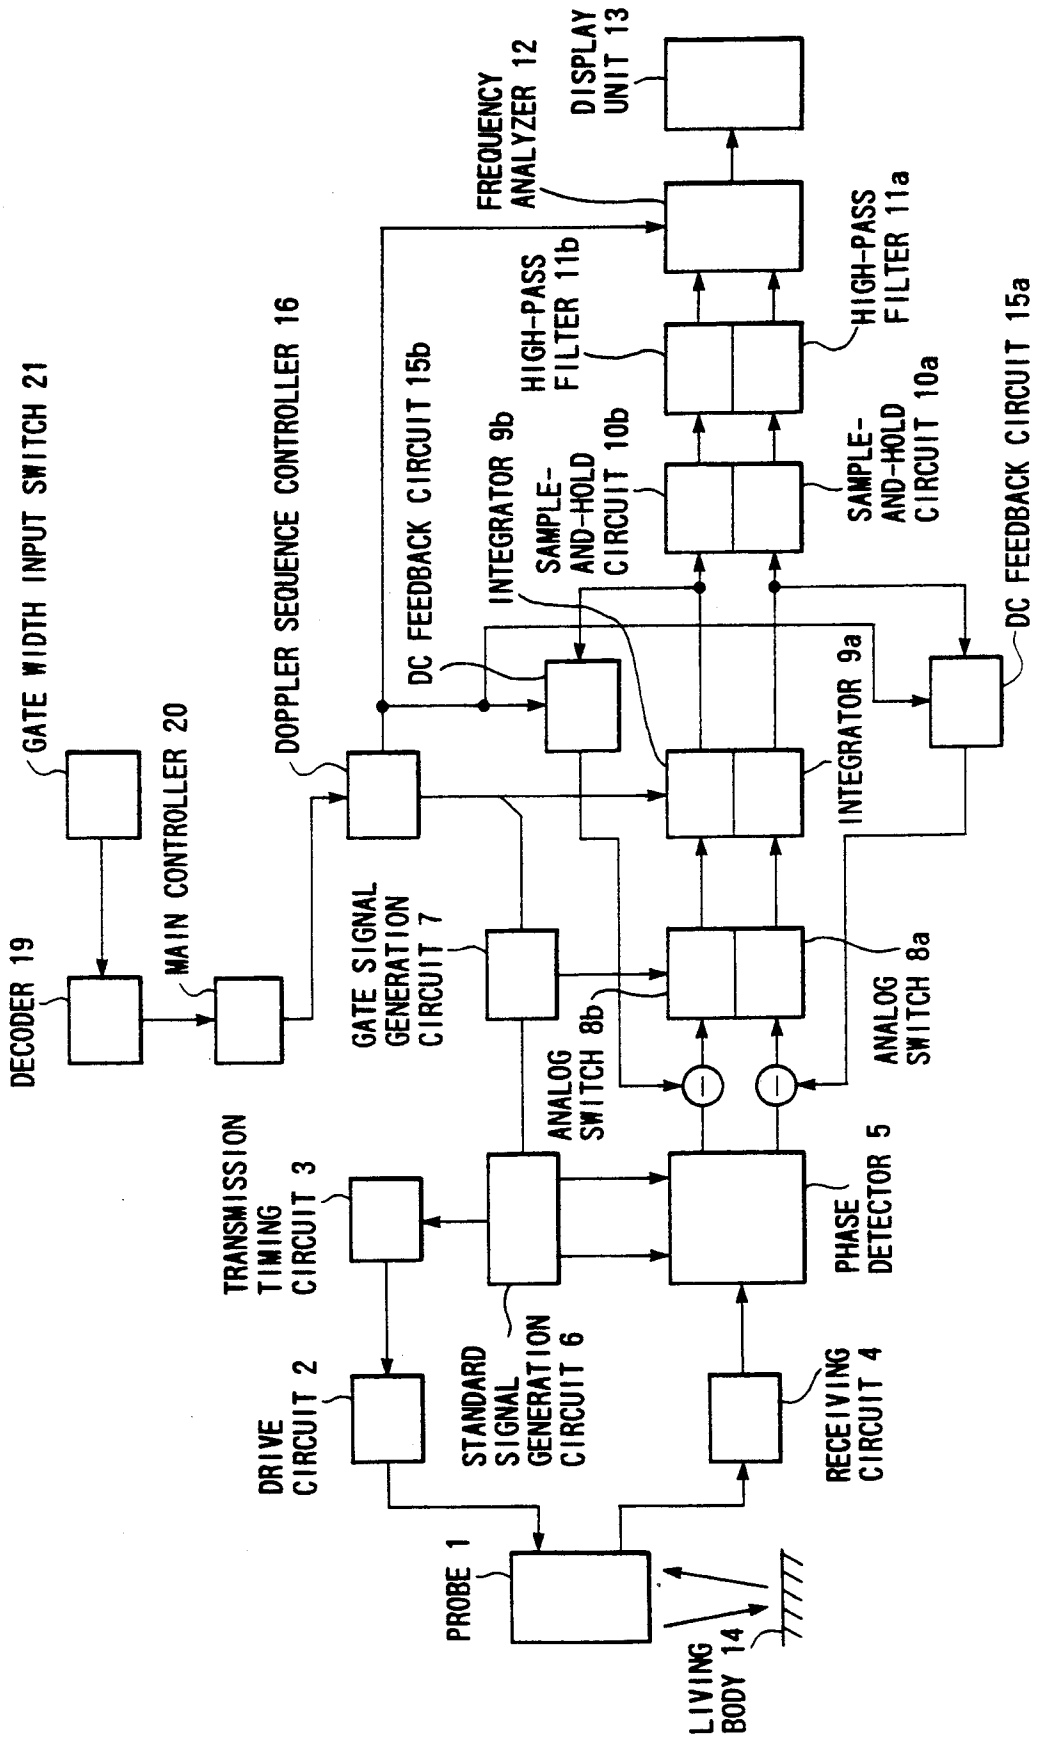 GATE WIDTH INPUT SWITCH 21
DECODER 19
MAIN CONTROLLER 20
DOPPLER SEQUENCE CONTROLLER 16
TRANSMISSION
TIMING
CIRCUIT 3
DRIVE
CIRCUIT 2
GATE SIGNAL
GENERATION
CIRCUIT 7
DC FEEDBACK CIRCUIT 15b
FREQUENCY
ANALYZER 12
DISPLAY
UNIT 13
PROBE 1
STANDARD
SIGNAL
GENERATION
CIRCUIT 6
ANALOG
SWITCH 8b
INTEGRATOR 9b
SAMPLE-
AND-HOLD
CIRCUIT 10b
HIGH-PASS
FILTER 11b
LIVING
BODY 14
RECEIVING
CIRCUIT 4
PHASE
DETECTOR 5
ANALOG
SWITCH 8a
INTEGRATOR 9a
SAMPLE-
AND-HOLD
CIRCUIT 10a
HIGH-PASS
FILTER 11a
DC FEEDBACK CIRCUIT 15a